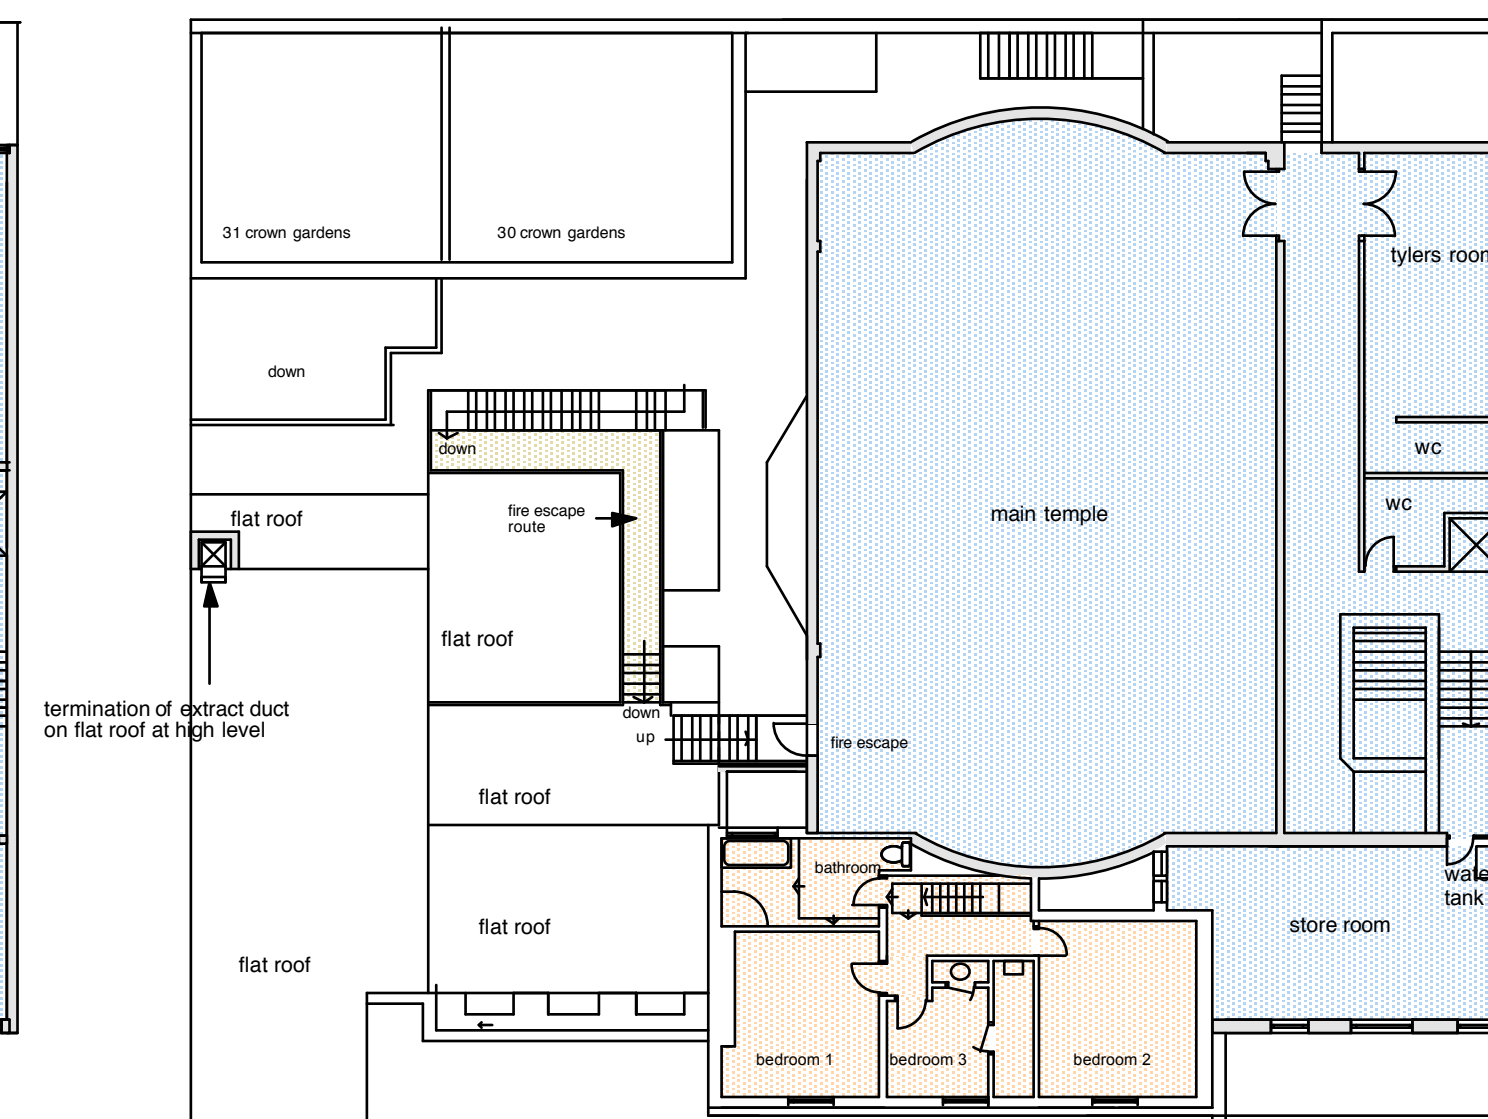 31 crown gardens
30 crown gardens
tylers room
down
down
wc
wc
flat roof
fire escape
route
main temple
flat roof
termination of extract duct
on flat roof at high level
down
up
fire escape
flat roof
bathroom
wate
tank
flat roof
store room
flat roof
bedroom 1
bedroom 3
bedroom 2